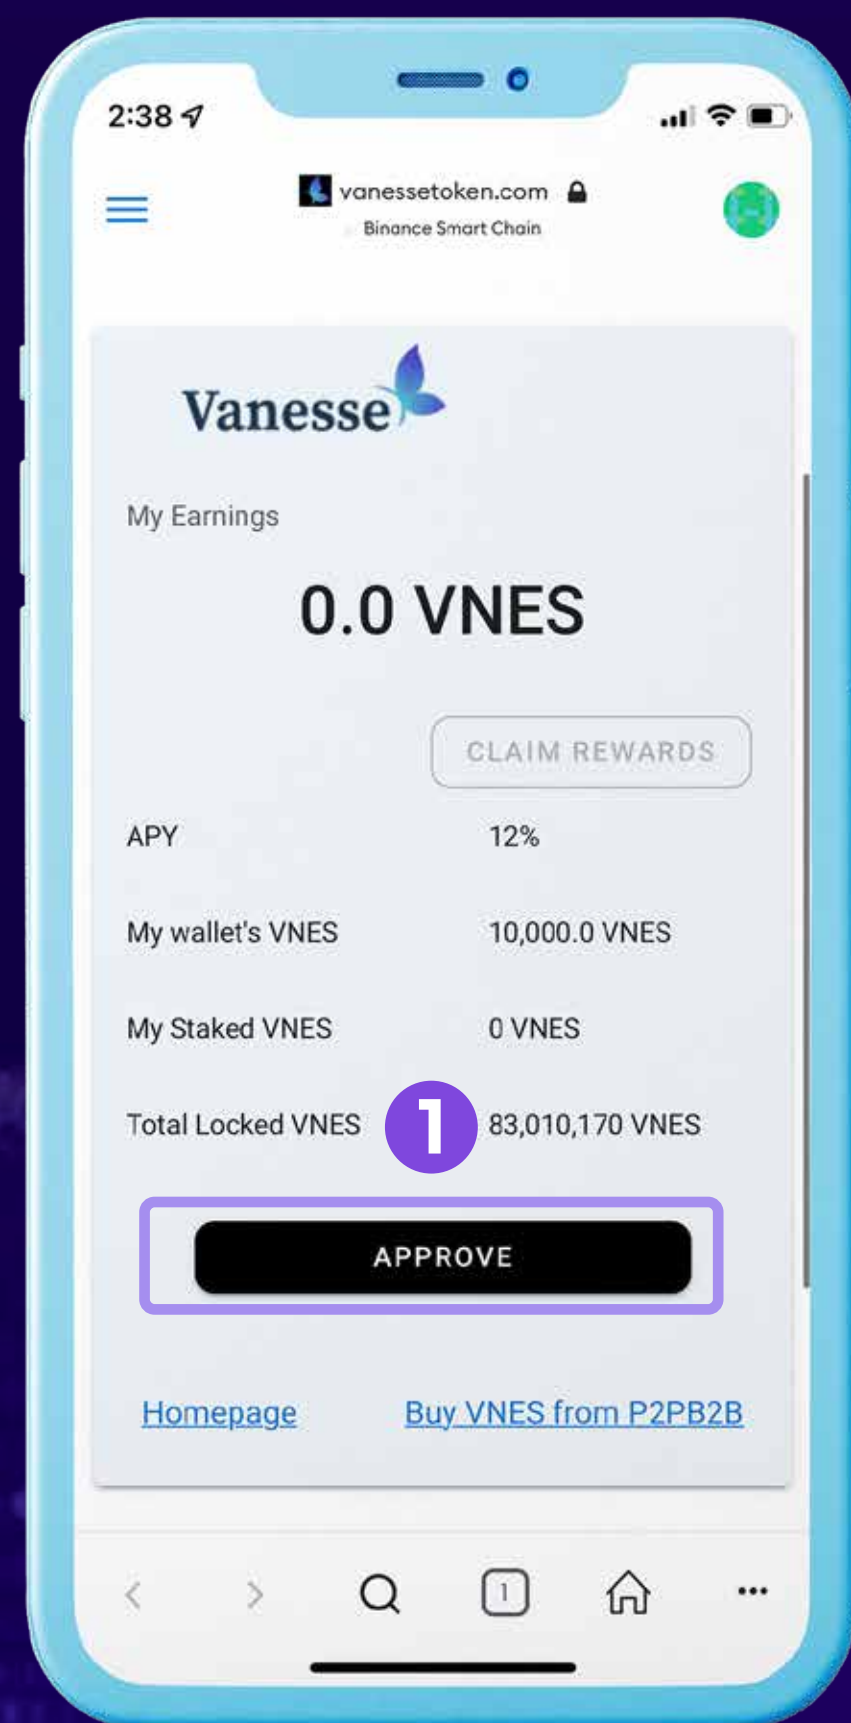 2:38
vanessetoken.com
Binance Smart Chain
Vanesse
My Earnings
0.0 VNES
CLAIM REWARDS
APY 12%
My wallet's VNES 10,000.0 VNES
My Staked VNES 0 VNES
Total Locked VNES 1 83,010,170 VNES
APPROVE
Homepage Buy VNES from P2PB2B
1